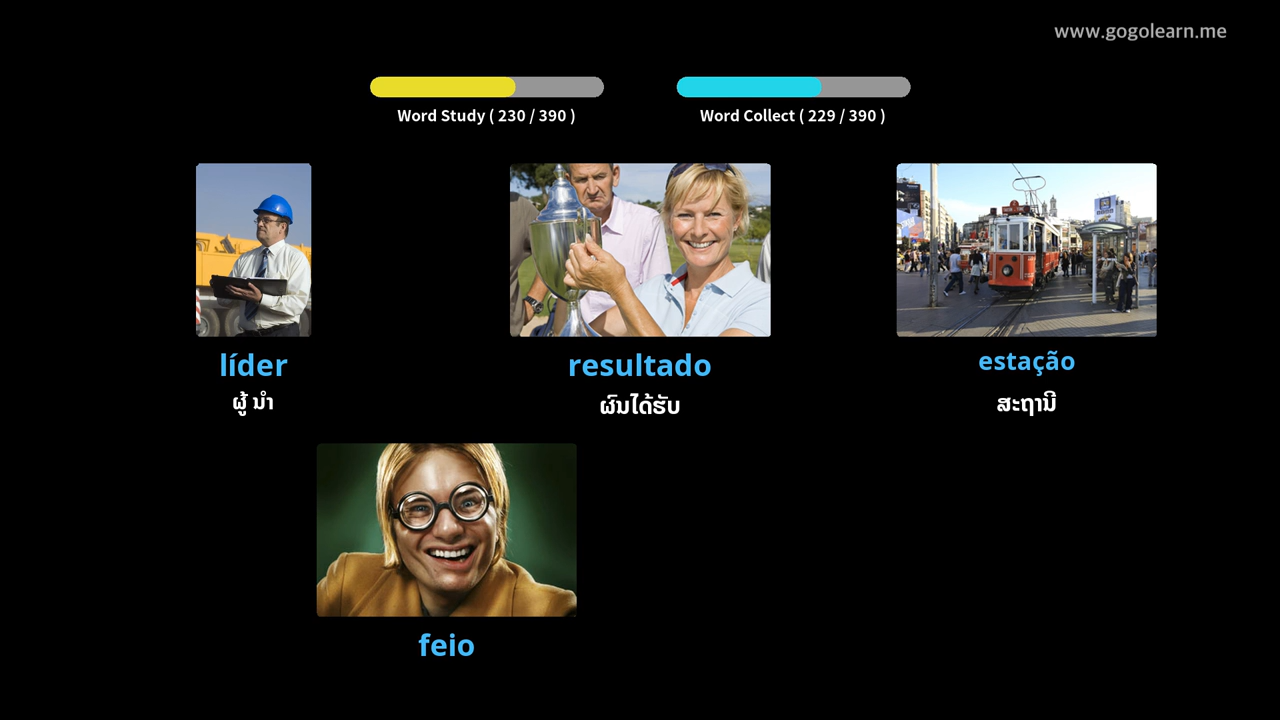 www.gogolearn.me
Word Study ( 230 / 390 )
Word Collect ( 229 / 390 )
líder
ຜູ້ ນຳ
resultado
ຜົນໄດ້ຮັບ
estação
ສະຖານີ
feio